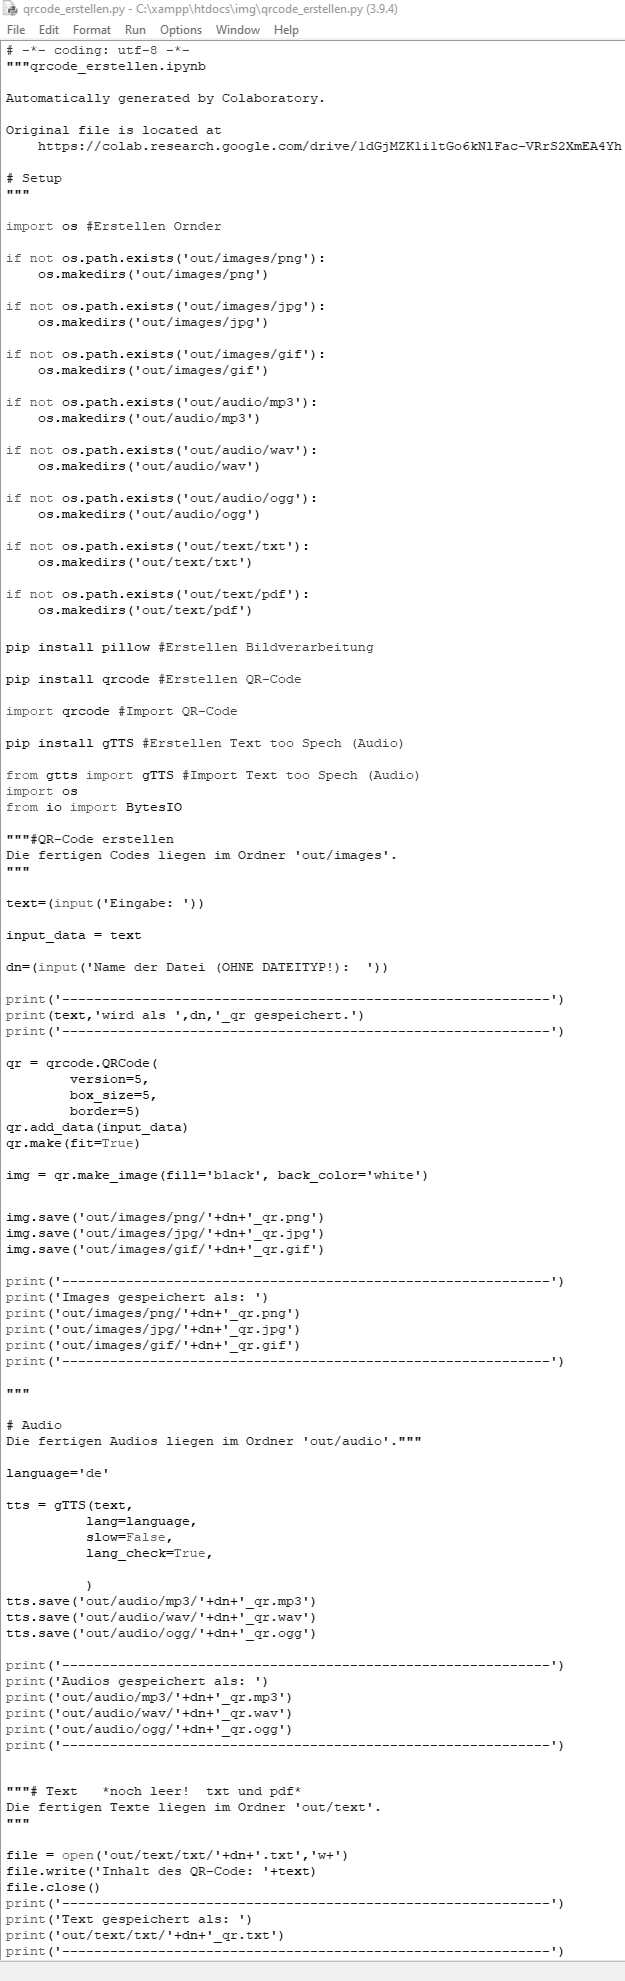 qrcode_erstellen.py - C:\xampp\htdocs\img\qrcode_erstellen.py (3.9.4)
File Edit Format Run Options Window Help
# -*- coding: utf-8 -*-
"""qrcode_erstellen.ipynb
Automatically generated by Colaboratory.
Original file is located at
    https://colab.research.google.com/drive/1dGjMZK1i1tGo6kNlFac-VRrS2XmEA4Yh
# Setup
"""
import os #Erstellen Ornder
if not os.path.exists('out/images/png'):
    os.makedirs('out/images/png')
if not os.path.exists('out/images/jpg'):
    os.makedirs('out/images/jpg')
if not os.path.exists('out/images/gif'):
    os.makedirs('out/images/gif')
if not os.path.exists('out/audio/mp3'):
    os.makedirs('out/audio/mp3')
if not os.path.exists('out/audio/wav'):
    os.makedirs('out/audio/wav')
if not os.path.exists('out/audio/ogg'):
    os.makedirs('out/audio/ogg')
if not os.path.exists('out/text/txt'):
    os.makedirs('out/text/txt')
if not os.path.exists('out/text/pdf'):
    os.makedirs('out/text/pdf')
pip install pillow #Erstellen Bildverarbeitung
pip install qrcode #Erstellen QR-Code
import qrcode #Import QR-Code
pip install gTTS #Erstellen Text too Spech (Audio)
from gtts import gTTS #Import Text too Spech (Audio)
import os
from io import BytesIO
"""#QR-Code erstellen
Die fertigen Codes liegen im Ordner 'out/images'.
"""
text=(input('Eingabe: '))
input_data = text
dn=(input('Name der Datei (OHNE DATEITYP!):  '))
print('-------------------------------------------------------------')
print(text,'wird als ',dn,'_qr gespeichert.')
print('-------------------------------------------------------------')
qr = qrcode.QRCode(
        version=5,
        box_size=5,
        border=5)
qr.add_data(input_data)
qr.make(fit=True)
img = qr.make_image(fill='black', back_color='white')
img.save('out/images/png/'+dn+'_qr.png')
img.save('out/images/jpg/'+dn+'_qr.jpg')
img.save('out/images/gif/'+dn+'_qr.gif')
print('-------------------------------------------------------------')
print('Images gespeichert als: ')
print('out/images/png/'+dn+'_qr.png')
print('out/images/jpg/'+dn+'_qr.jpg')
print('out/images/gif/'+dn+'_qr.gif')
print('-------------------------------------------------------------')
"""
# Audio
Die fertigen Audios liegen im Ordner 'out/audio'."""
language='de'
tts = gTTS(text,
          lang=language,
          slow=False,
          lang_check=True,
          )
tts.save('out/audio/mp3/'+dn+'_qr.mp3')
tts.save('out/audio/wav/'+dn+'_qr.wav')
tts.save('out/audio/ogg/'+dn+'_qr.ogg')
print('-------------------------------------------------------------')
print('Audios gespeichert als: ')
print('out/audio/mp3/'+dn+'_qr.mp3')
print('out/audio/wav/'+dn+'_qr.wav')
print('out/audio/ogg/'+dn+'_qr.ogg')
print('-------------------------------------------------------------')
"""# Text   *noch leer!  txt und pdf*
Die fertigen Texte liegen im Ordner 'out/text'.
"""
file = open('out/text/txt/'+dn+'.txt','w+')
file.write('Inhalt des QR-Code: '+text)
file.close()
print('-------------------------------------------------------------')
print('Text gespeichert als: ')
print('out/text/txt/'+dn+'_qr.txt')
print('-------------------------------------------------------------')